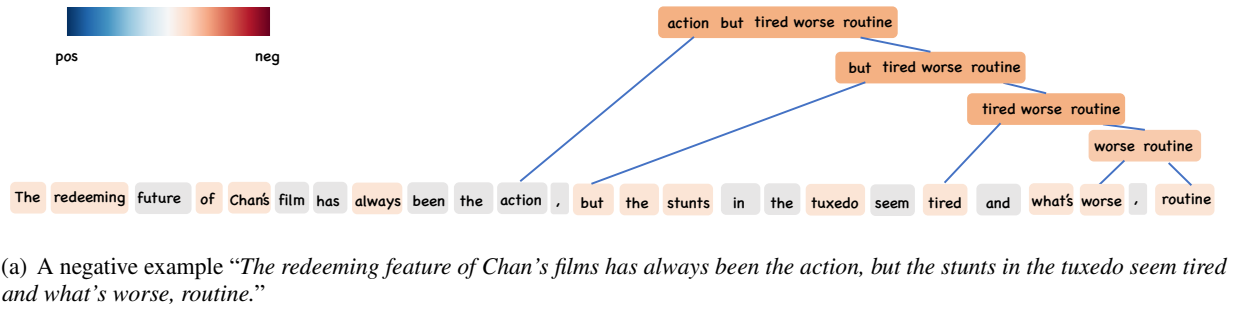 action but tired worse routine
but tired worse routine
pos neg
tired worse routine
worse routine
The redeeming future of Chan's film has always been the action , but the stunts in the tuxedo seem tired and what's worse , routine
(a) A negative example “The redeeming feature of Chan’s films has always been the action, but the stunts in the tuxedo seem tired
and what’s worse, routine.”